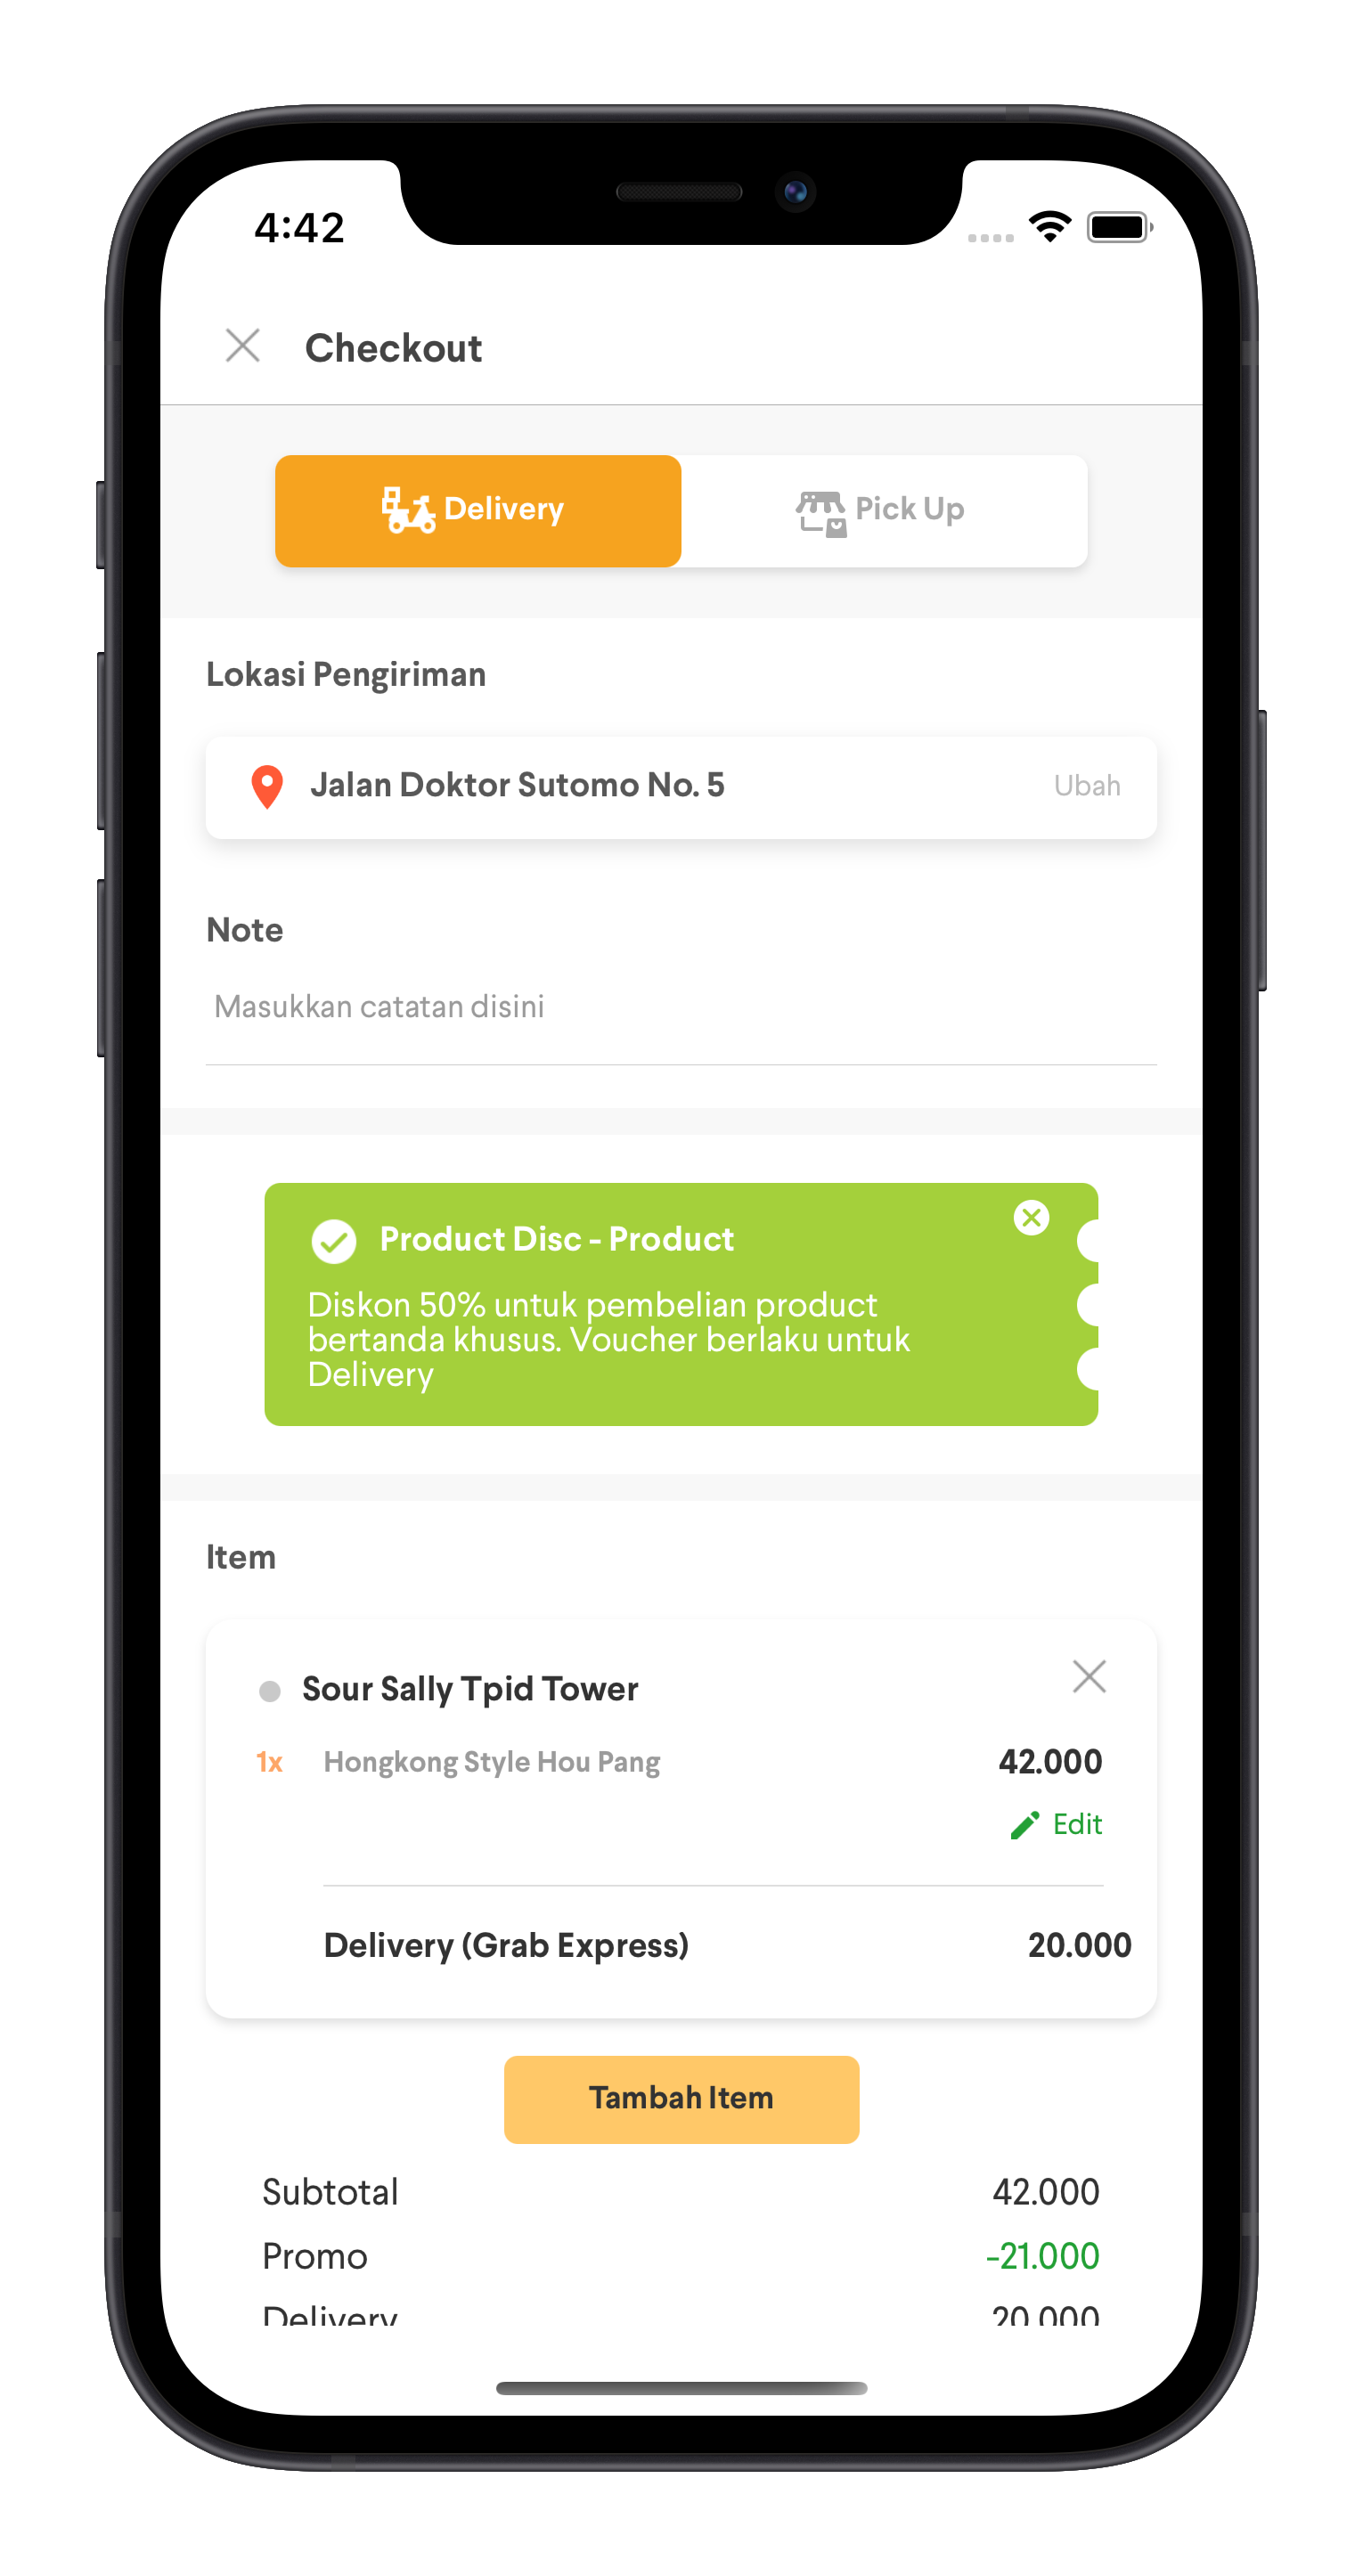 4:42
Checkout
Delivery
Pick Up
Lokasi Pengiriman
Jalan Doktor Sutomo No. 5
Ubah
Note
Masukkan catatan disini
Product Disc - Product
Diskon 50% untuk pembelian product
bertanda khusus. Voucher berlaku untuk
Delivery
Item
Sour Sally Tpid Tower
1x Hongkong Style Hou Pang 42.000
Edit
Delivery (Grab Express) 20.000
Tambah Item
Subtotal 42.000
Promo -21.000
Delivery 20.000